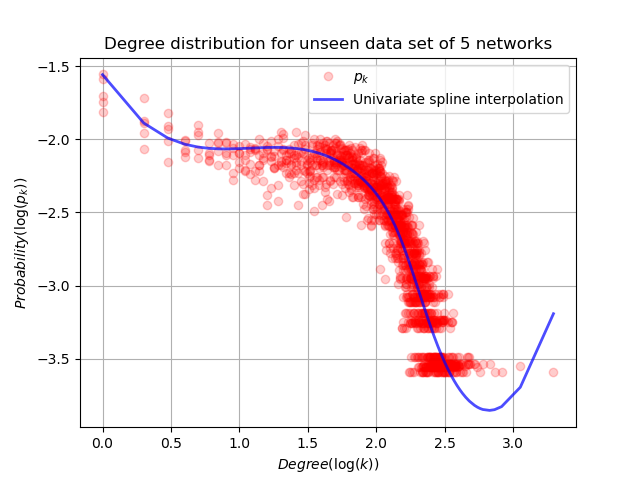 Degree distribution for unseen data set of 5 networks
p_k
Univariate spline interpolation
−1.5
−2.0
−2.5
−3.0
−3.5
Probability(log(p_k))
0.0 0.5 1.0 1.5 2.0 2.5 3.0
Degree(log(k))